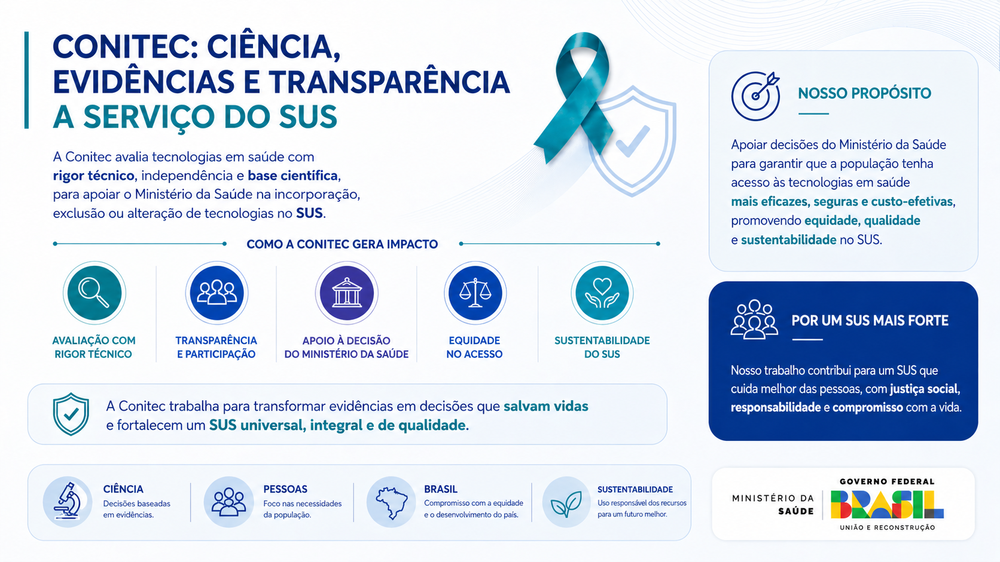 CONITEC: CIÊNCIA,
EVIDÊNCIAS E TRANSPARÊNCIA
A SERVIÇO DO SUS
A Conitec avalia tecnologias em saúde com
rigor técnico, independência e base científica,
para apoiar o Ministério da Saúde na incorporação,
exclusão ou alteração de tecnologias no SUS.
COMO A CONITEC GERA IMPACTO
AVALIAÇÃO COM
RIGOR TÉCNICO
TRANSPARÊNCIA
E PARTICIPAÇÃO
APOIO À DECISÃO
DO MINISTÉRIO DA SAÚDE
EQUIDADE
NO ACESSO
SUSTENTABILIDADE
DO SUS
A Conitec trabalha para transformar evidências em decisões que salvam vidas
e fortalecem um SUS universal, integral e de qualidade.
CIÊNCIA
Decisões baseadas
em evidências.
PESSOAS
Foco nas necessidades
da população.
BRASIL
Compromisso com a equidade
e o desenvolvimento do país.
SUSTENTABILIDADE
Uso responsável dos recursos
para um futuro melhor.
NOSSO PROPÓSITO
Apoiar decisões do Ministério da Saúde
para garantir que a população tenha
acesso às tecnologias em saúde
mais eficazes, seguras e custo-efetivas,
promovendo equidade, qualidade
e sustentabilidade no SUS.
POR UM SUS MAIS FORTE
Nosso trabalho contribui para um SUS que
cuida melhor das pessoas, com justiça social,
responsabilidade e compromisso com a vida.
MINISTÉRIO DA
SAÚDE
GOVERNO FEDERAL
BRASIL
UNIÃO E RECONSTRUÇÃO